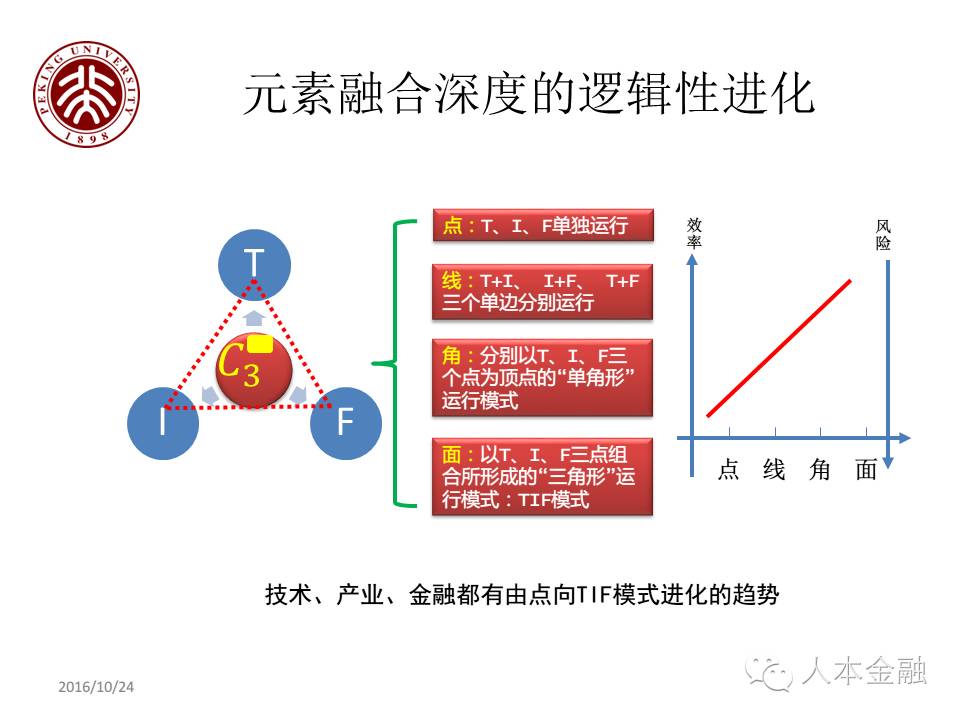 PEKING UNIVERSITY
1898
元素融合深度的逻辑性进化
T
C3
I
F
点：T、I、F单独运行
线：T+I、 I+F、 T+F
三个单边分别运行
角：分别以T、I、F三
个点为顶点的“单角形”
运行模式
面：以T、I、F三点组
合所形成的“三角形”运
行模式：TIF模式
效率
风险
点 线 角 面
技术、产业、金融都有由点向TIF模式进化的趋势
2016/10/24
人本金融